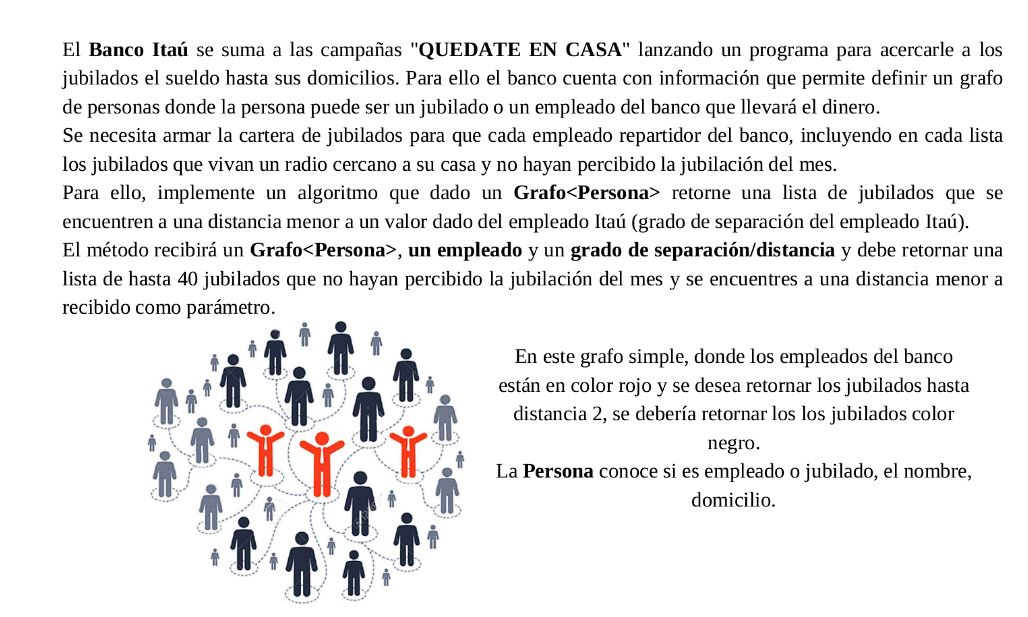 El Banco Itaú se suma a las campañas "QUEDATE EN CASA" lanzando un programa para acercarle a los
jubilados el sueldo hasta sus domicilios. Para ello el banco cuenta con información que permite definir un grafo
de personas donde la persona puede ser un jubilado o un empleado del banco que llevará el dinero.
Se necesita armar la cartera de jubilados para que cada empleado repartidor del banco, incluyendo en cada lista
los jubilados que vivan un radio cercano a su casa y no hayan percibido la jubilación del mes.
Para ello, implemente un algoritmo que dado un Grafo<Persona> retorne una lista de jubilados que se
encuentren a una distancia menor a un valor dado del empleado Itaú (grado de separación del empleado Itaú).
El método recibirá un Grafo<Persona>, un empleado y un grado de separación/distancia y debe retornar una
lista de hasta 40 jubilados que no hayan percibido la jubilación del mes y se encuentres a una distancia menor a
recibido como parámetro.
En este grafo simple, donde los empleados del banco
están en color rojo y se desea retornar los jubilados hasta
distancia 2, se debería retornar los los jubilados color
negro.
La Persona conoce si es empleado o jubilado, el nombre,
domicilio.